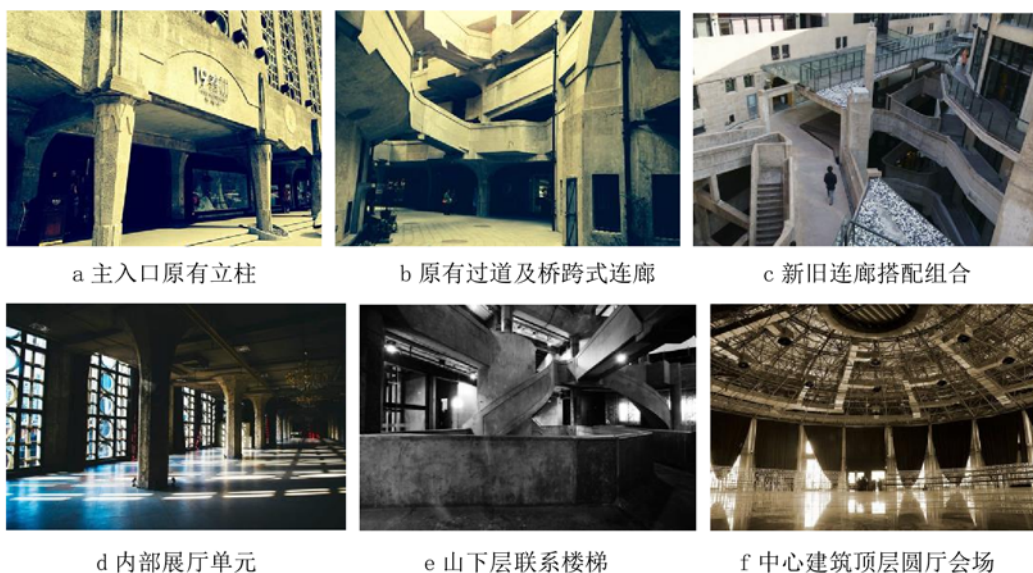 1933
a 主入口原有立柱
b 原有过道及桥跨式连廊
c 新旧连廊搭配组合
d 内部展厅单元
e 山下层联系楼梯
f 中心建筑顶层圆厅会场